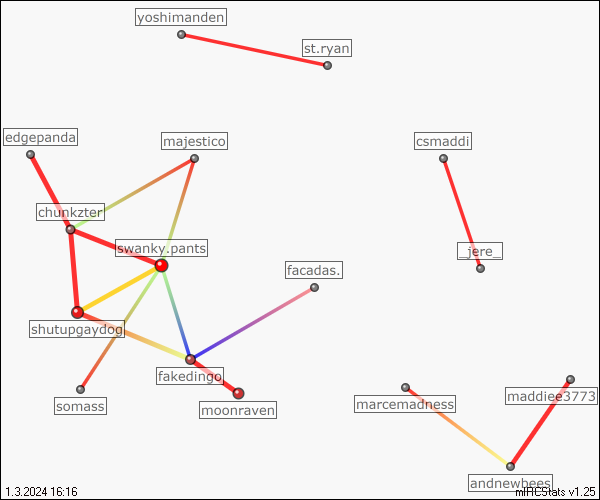 yoshimanden
st.ryan
edgepanda
majestico
csmaddi
chunkzter
swanky.pants
_jere_
facadas.
shutupgaydog
fakedingo
maddiee3773
somass
moonraven
marcemadness
andnewbees
1.3.2024 16:16
mIRCStats v1.25